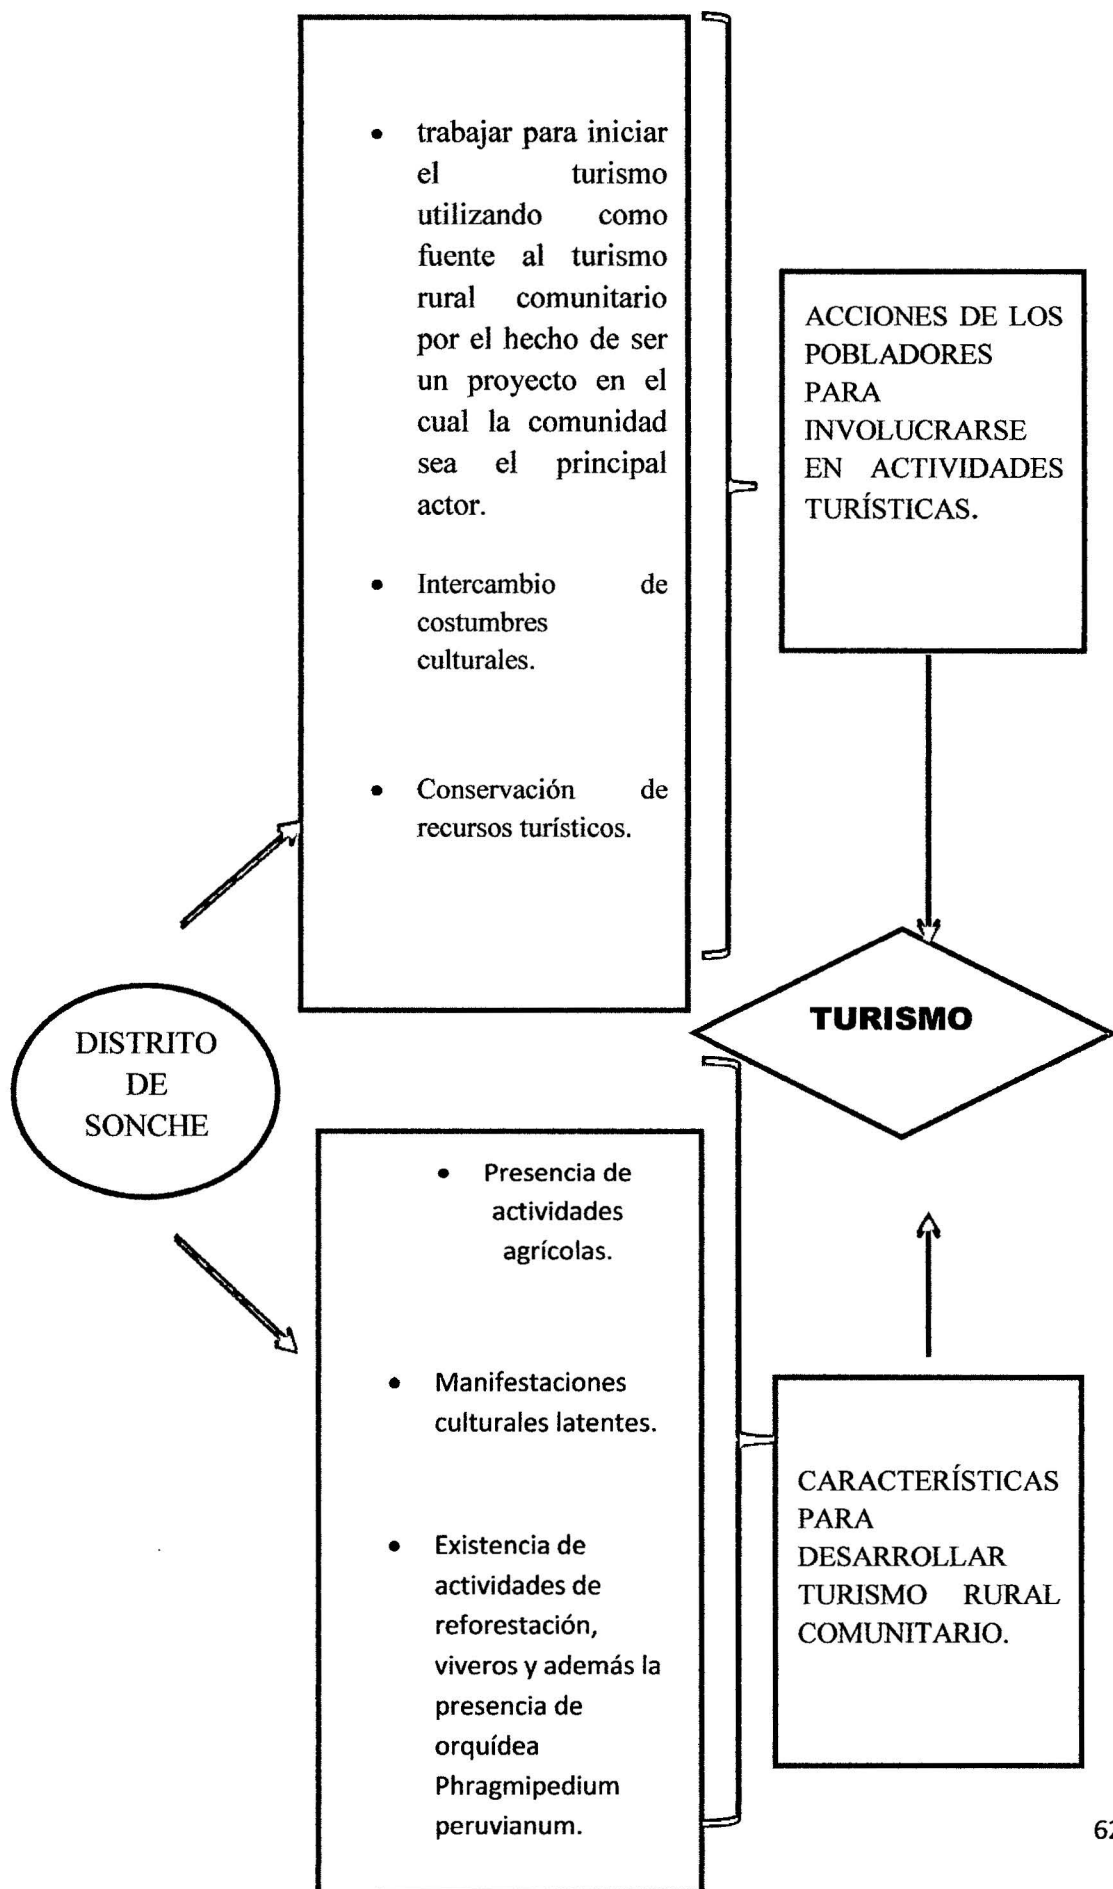 • trabajar para iniciar
el turismo
utilizando como
fuente al turismo
rural comunitario
por el hecho de ser
un proyecto en el
cual la comunidad
sea el principal
actor.
• Intercambio de
costumbres
culturales.
• Conservación de
recursos turísticos.
ACCIONES DE LOS
POBLADORES
PARA
INVOLUCRARSE
EN ACTIVIDADES
TURÍSTICAS.
TURISMO
DISTRITO
DE
SONCHE
• Presencia de
actividades
agrícolas.
• Manifestaciones
culturales latentes.
• Existencia de
actividades de
reforestación,
viveros y además la
presencia de
orquídea
Phragmipedium
peruvianum.
CARACTERÍSTICAS
PARA
DESARROLLAR
TURISMO RURAL
COMUNITARIO.
62